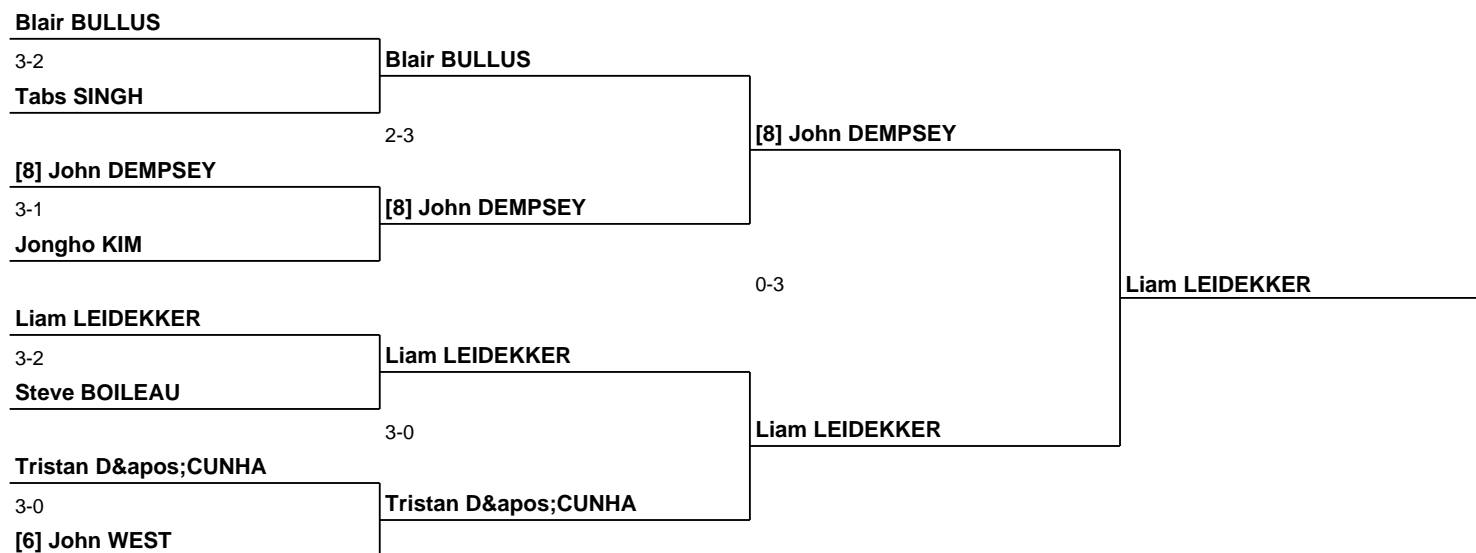 Blair BULLUS
3-2
Blair BULLUS
Tabs SINGH
2-3
[8] John DEMPSEY
[8] John DEMPSEY
3-1
[8] John DEMPSEY
Jongho KIM
0-3
Liam LEIDEKKER
Liam LEIDEKKER
3-2
Liam LEIDEKKER
Steve BOILEAU
3-0
Liam LEIDEKKER
Tristan D&apos;CUNHA
3-0
Tristan D&apos;CUNHA
[6] John WEST